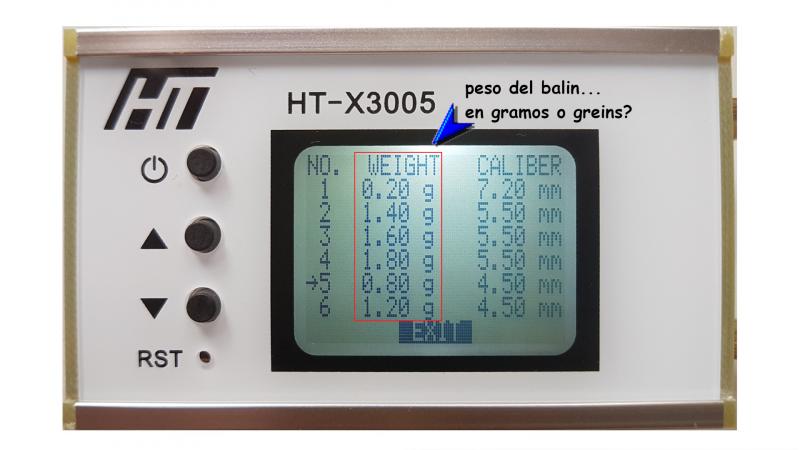 HT
HT-X3005
peso del balin...
en gramos o greins?
NO. WEIGHT CALIBER
1 0.20 g 7.20 mm
2 1.40 g 5.50 mm
3 1.60 g 5.50 mm
4 1.80 g 5.50 mm
→5 0.80 g 4.50 mm
6 1.20 g 4.50 mm
EXIT
RST